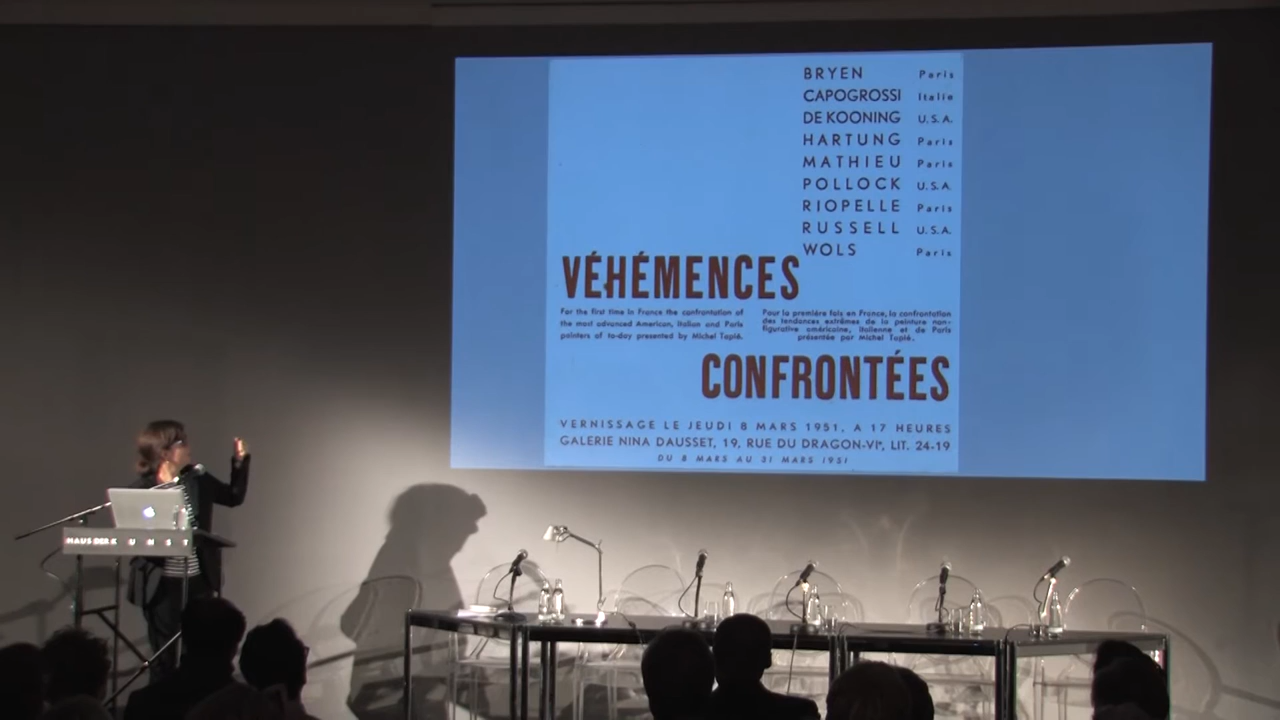 BRYEN Paris
CAPOGROSSI Italie
DE KOONING U.S.A.
HARTUNG Paris
MATHIEU Paris
POLLOCK U.S.A.
RIOPELLE Paris
RUSSELL U.S.A.
WOLS Paris
VÉHÉMENCES
For the first time in France the confrontation of
the most advanced American, Italian and Paris
painters of to-day presented by Michel Tapié.
Pour la première fois en France, la confrontation
des tendances extrêmes de la peinture non-
figurative américaine, italienne et de Paris
présentée par Michel Tapié.
CONFRONTÉES
VERNISSAGE LE JEUDI 8 MARS 1951, A 17 HEURES
GALERIE NINA DAUSSET, 19, RUE DU DRAGON-VIe, LIT. 24-19
DU 8 MARS AU 31 MARS 1951
HAUS DER KUNST